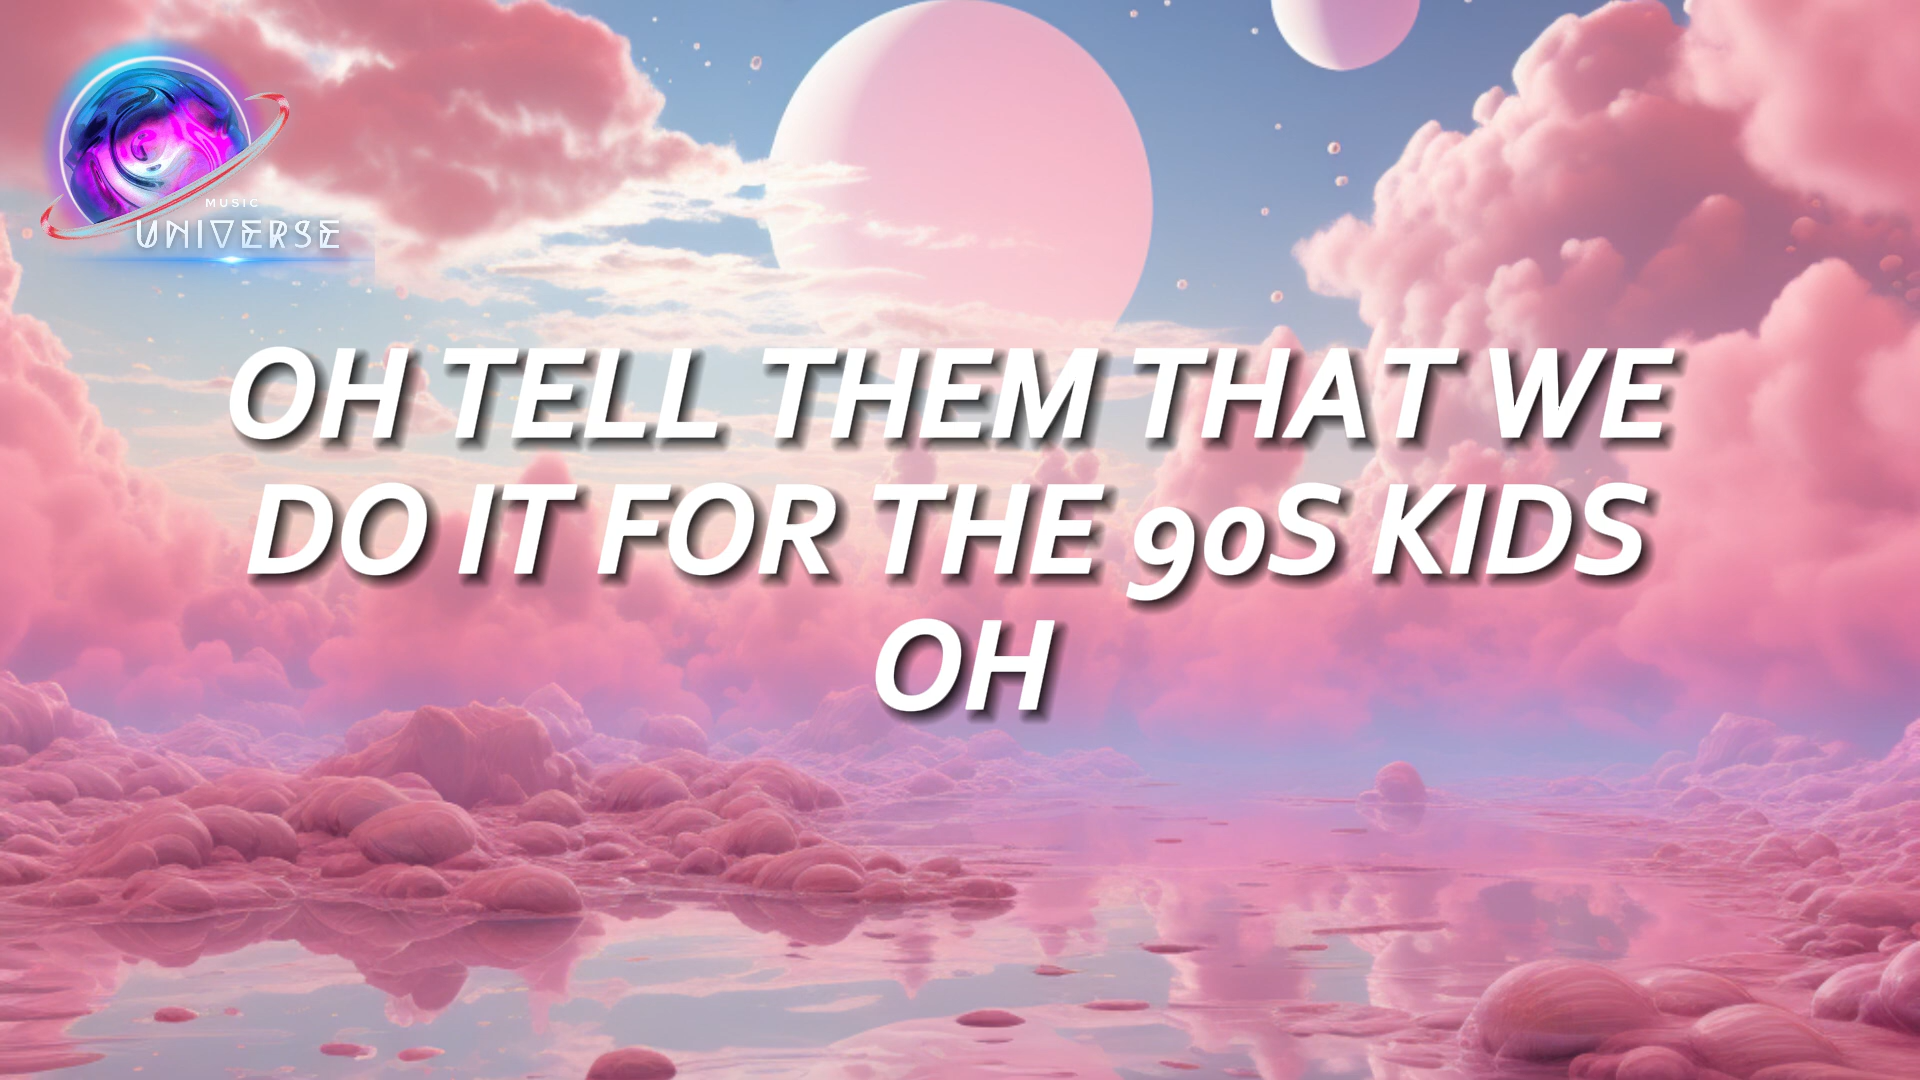 MUSIC
UNIVERSE
OH TELL THEM THAT WE
DO IT FOR THE 90S KIDS
OH